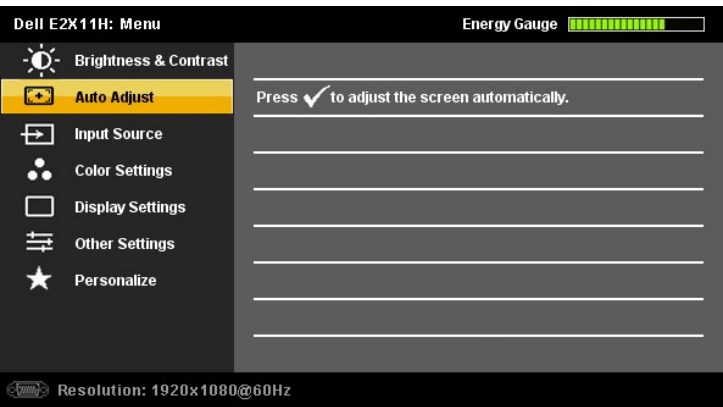 Dell E2X11H: Menu
Energy Gauge
Brightness & Contrast
Auto Adjust
Press ✓ to adjust the screen automatically.
Input Source
Color Settings
Display Settings
Other Settings
Personalize
Resolution: 1920x1080@60Hz